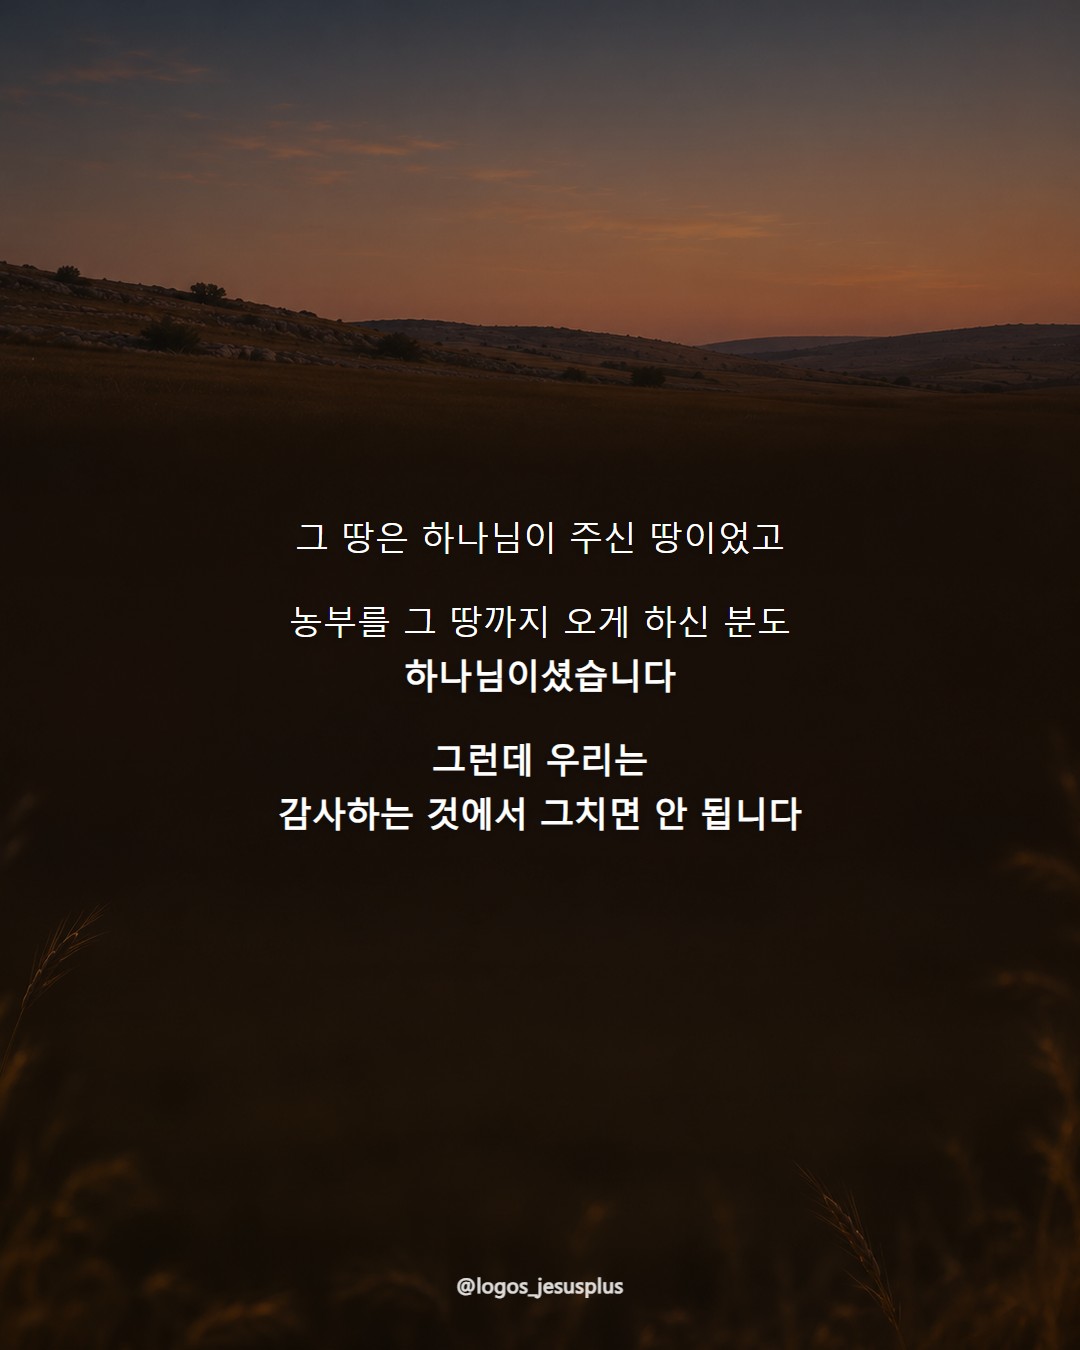 그 땅은 하나님이 주신 땅이었고
농부를 그 땅까지 오게 하신 분도
하나님이셨습니다
그런데 우리는
감사하는 것에서 그치면 안 됩니다
@logos_jesusplus